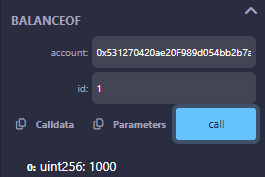 BALANCEOF
account: 0x531270420ae20F989d054bb2b7a
id: 1
Calldata Parameters call
0: uint256: 1000